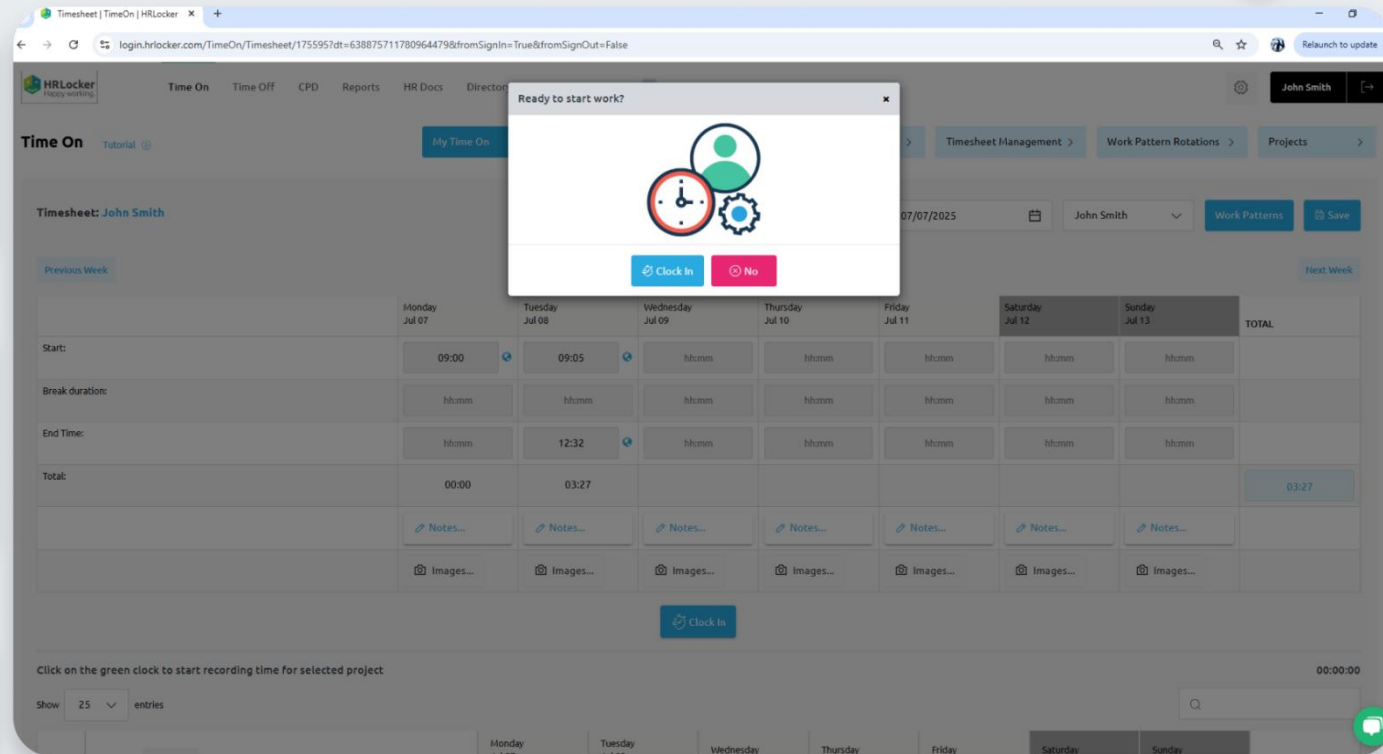 Timesheet | TimeOn | HRLocker
login.hrlocker.com/TimeOn/Timesheet/175595?dt=638875711780964479&fromSignIn=True&fromSignOut=False
Relaunch to update
HRLocker
Happy working.
Time On Time Off CPD Reports HR Docs Director
John Smith
Ready to start work?
Time On Tutorial
My Time On
Timesheet Management >
Work Pattern Rotations >
Projects >
Timesheet: John Smith
07/07/2025
John Smith
Work Patterns
Save
Clock In
No
Previous Week
Next Week
Monday Jul 07 Tuesday Jul 08 Wednesday Jul 09 Thursday Jul 10 Friday Jul 11 Saturday Jul 12 Sunday Jul 13 TOTAL
Start: 09:00 09:05 hh:mm hh:mm hh:mm hh:mm hh:mm
Break duration: hh:mm hh:mm hh:mm hh:mm hh:mm hh:mm hh:mm
End Time: hh:mm 12:32 hh:mm hh:mm hh:mm hh:mm hh:mm
Total: 00:00 03:27 03:27
Notes... Notes... Notes... Notes... Notes... Notes... Notes...
Images... Images... Images... Images... Images... Images... Images...
Clock In
Click on the green clock to start recording time for selected project 00:00:00
Show 25 entries
Monday Tuesday Wednesday Thursday Friday Saturday Sunday